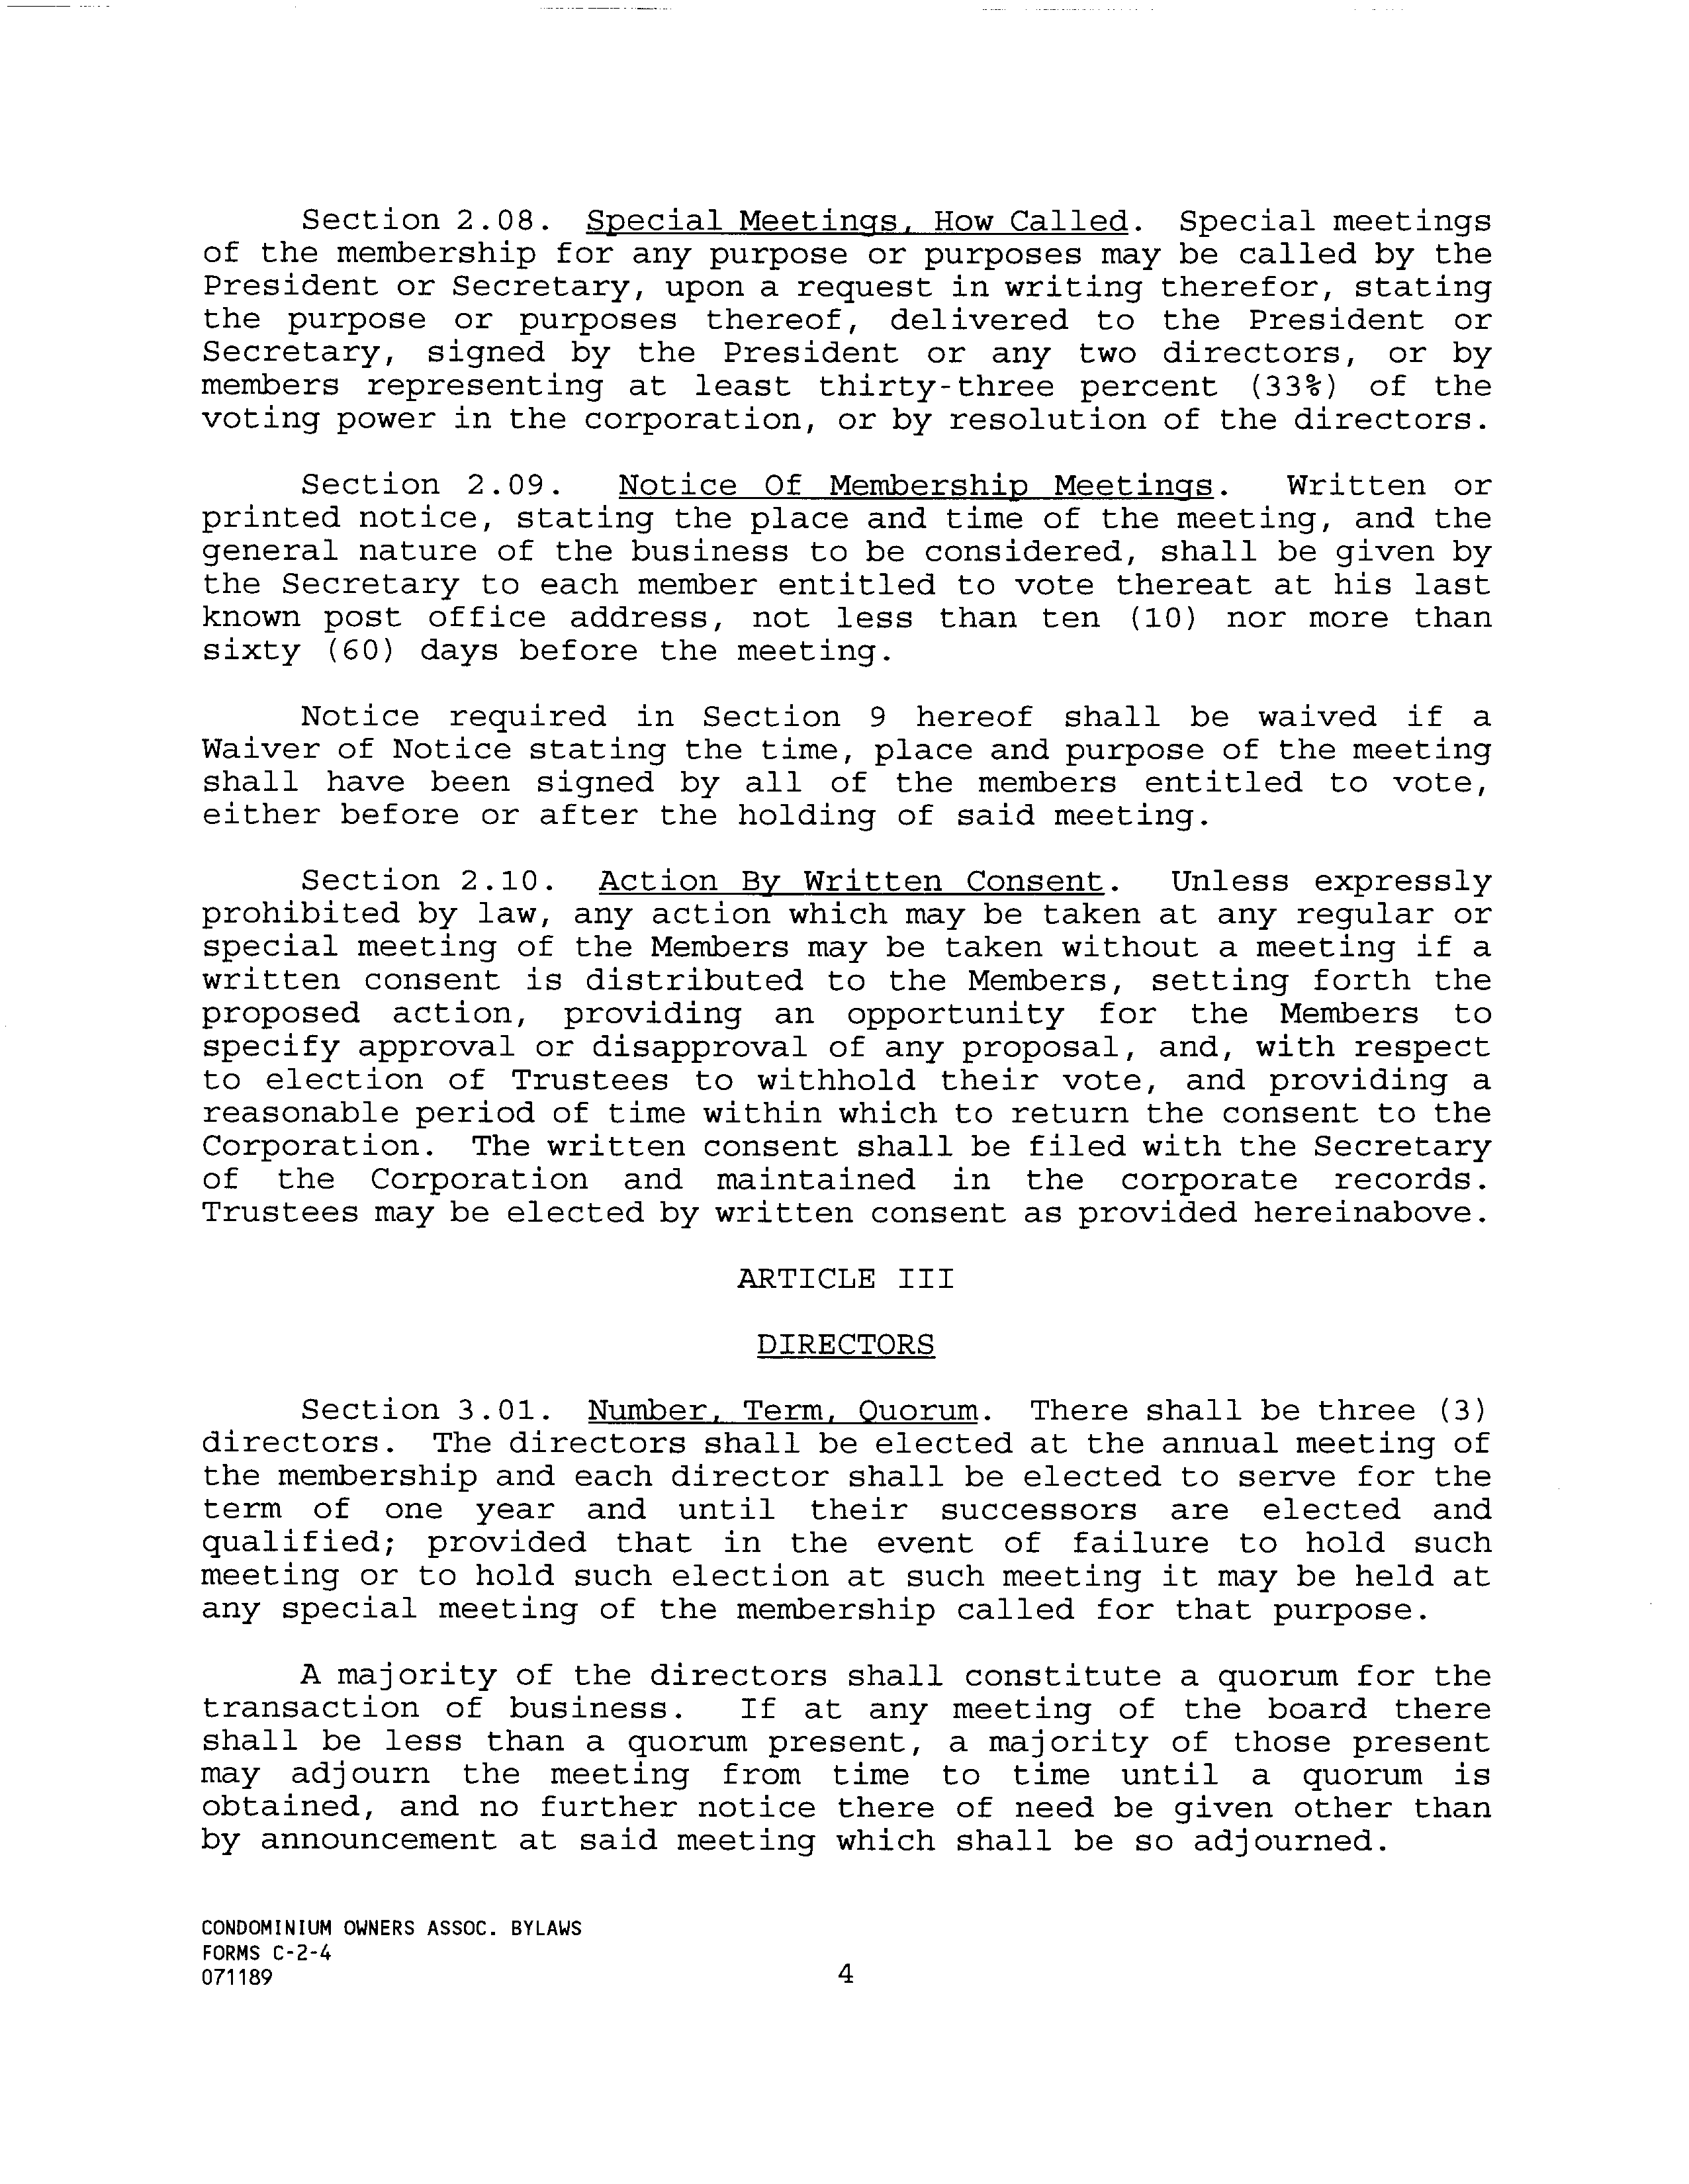 Section 2.08. Special Meetings, How Called. Special meetings
of the membership for any purpose or purposes may be called by the
President or Secretary, upon a request in writing therefor, stating
the purpose or purposes thereof, delivered to the President or
Secretary, signed by the President or any two directors, or by
members representing at least thirty-three percent (33%) of the
voting power in the corporation, or by resolution of the directors.
Section 2.09. Notice Of Membership Meetings. Written or
printed notice, stating the place and time of the meeting, and the
general nature of the business to be considered, shall be given by
the Secretary to each member entitled to vote thereat at his last
known post office address, not less than ten (10) nor more than
sixty (60) days before the meeting.
Notice required in Section 9 hereof shall be waived if a
Waiver of Notice stating the time, place and purpose of the meeting
shall have been signed by all of the members entitled to vote,
either before or after the holding of said meeting.
Section 2.10. Action By Written Consent. Unless expressly
prohibited by law, any action which may be taken at any regular or
special meeting of the Members may be taken without a meeting if a
written consent is distributed to the Members, setting forth the
proposed action, providing an opportunity for the Members to
specify approval or disapproval of any proposal, and, with respect
to election of Trustees to withhold their vote, and providing a
reasonable period of time within which to return the consent to the
Corporation. The written consent shall be filed with the Secretary
of the Corporation and maintained in the corporate records.
Trustees may be elected by written consent as provided hereinabove.
ARTICLE III
DIRECTORS
Section 3.01. Number, Term, Quorum. There shall be three (3)
directors. The directors shall be elected at the annual meeting of
the membership and each director shall be elected to serve for the
term of one year and until their successors are elected and
qualified; provided that in the event of failure to hold such
meeting or to hold such election at such meeting it may be held at
any special meeting of the membership called for that purpose.
A majority of the directors shall constitute a quorum for the
transaction of business. If at any meeting of the board there
shall be less than a quorum present, a majority of those present
may adjourn the meeting from time to time until a quorum is
obtained, and no further notice there of need be given other than
by announcement at said meeting which shall be so adjourned.
CONDOMINIUM OWNERS ASSOC. BYLAWS
FORMS C-2-4
071189
4